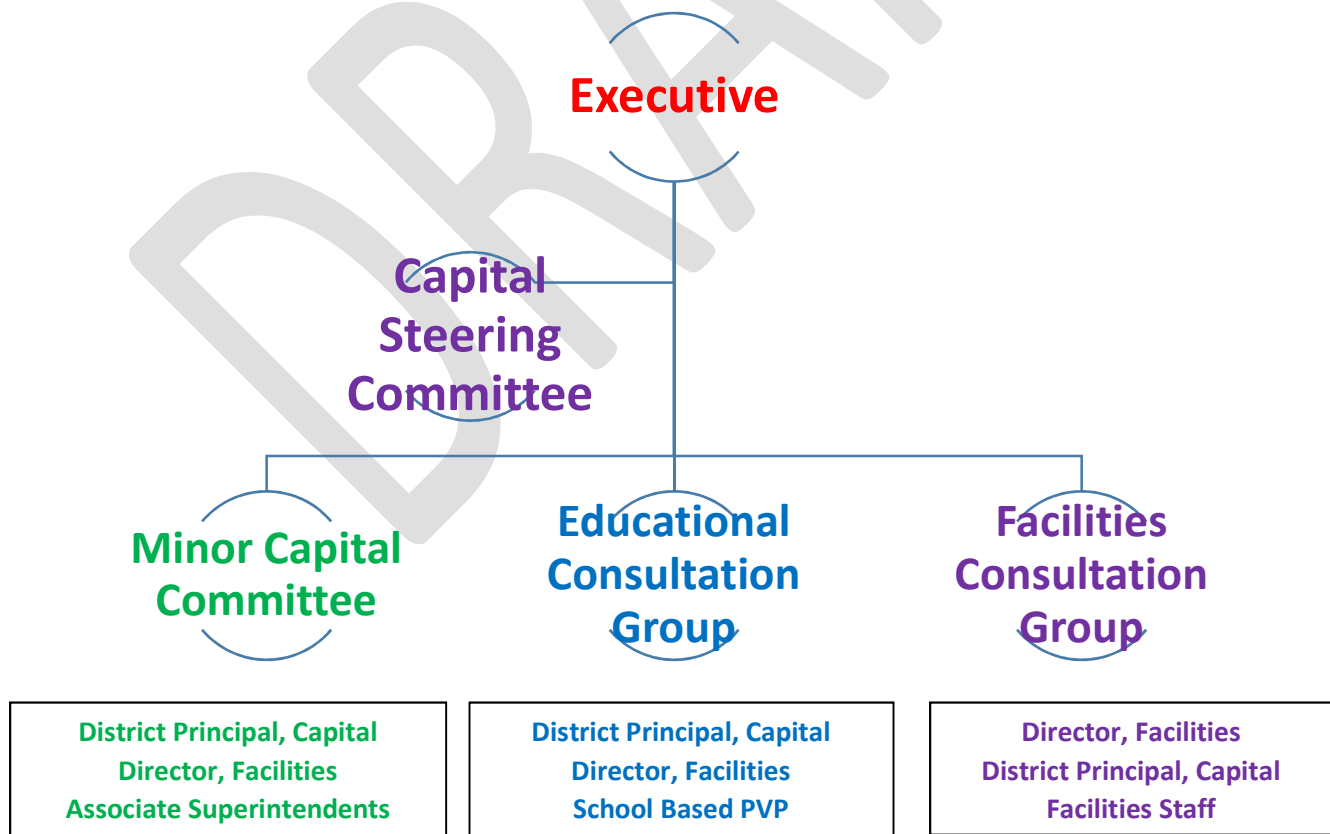 DRA
Executive
Capital
Steering
Committee
Minor Capital
Committee
Educational
Consultation
Group
Facilities
Consultation
Group
District Principal, Capital
Director, Facilities
Associate Superintendents
District Principal, Capital
Director, Facilities
School Based PVP
Director, Facilities
District Principal, Capital
Facilities Staff